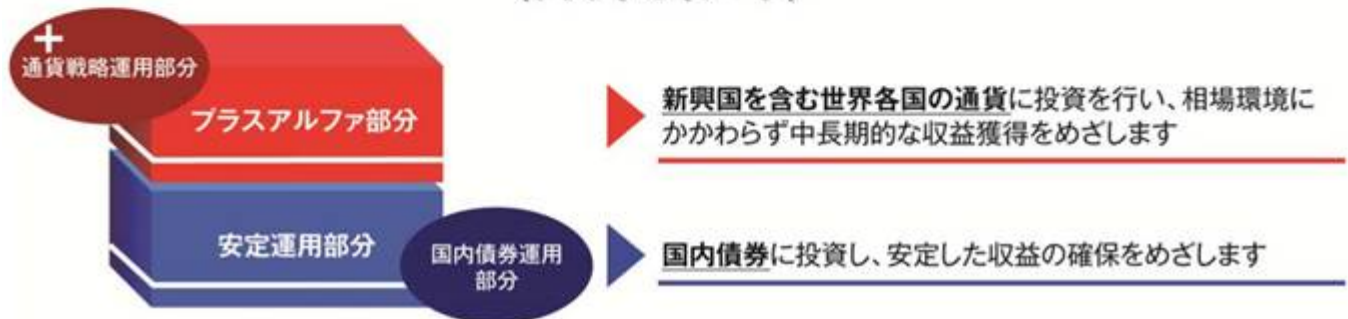 +
通貨戦略運用部分
プラスアルファ部分
新興国を含む世界各国の通貨に投資を行い、相場環境に
かかわらず中長期的な収益獲得をめざします
安定運用部分
国内債券運用
部分
国内債券に投資し、安定した収益の確保をめざします